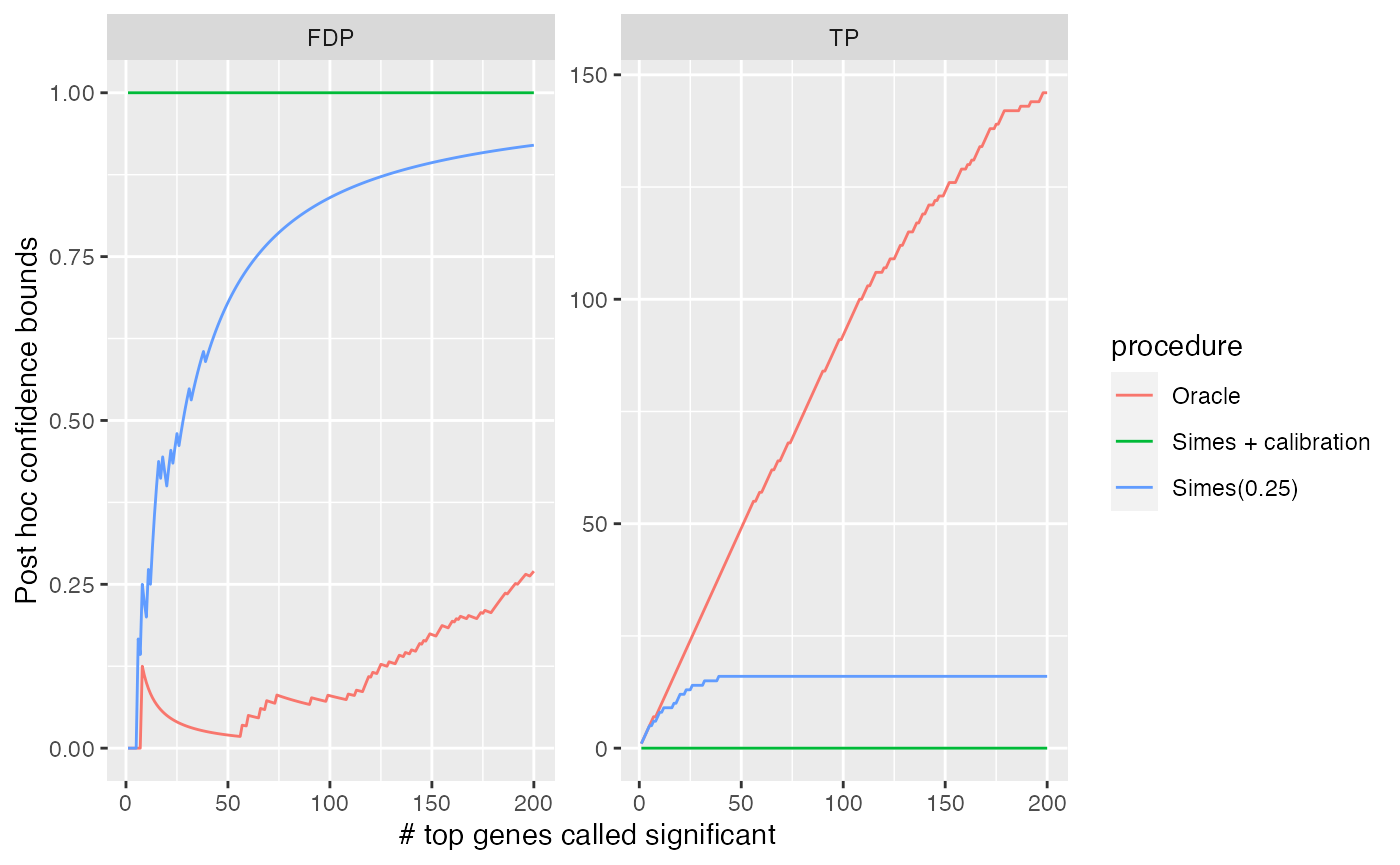 FDP
TP
Post hoc confidence bounds
1.00
0.75
0.50
0.25
0.00
150
100
50
0
0 50 100 150 200
0 50 100 150 200
# top genes called significant
procedure
Oracle
Simes + calibration
Simes(0.25)